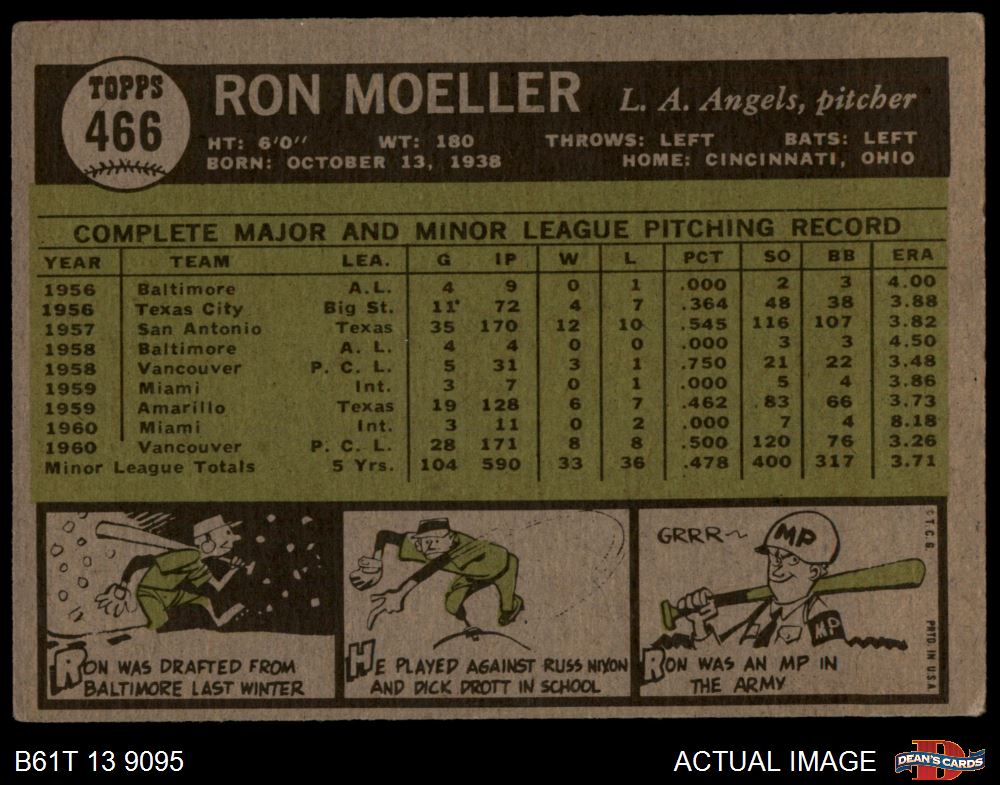 TOPPS
466
RON MOELLER L. A. Angels, pitcher
HT: 6'0'' WT: 180 THROWS: LEFT BATS: LEFT
BORN: OCTOBER 13, 1938 HOME: CINCINNATI, OHIO
COMPLETE MAJOR AND MINOR LEAGUE PITCHING RECORD
YEAR TEAM LEA. G IP W L PCT SO BB ERA
1956 Baltimore A. L. 4 9 0 1 .000 2 3 4.00
1956 Texas City Big St. 11* 72 4 7 .364 48 38 3.88
1957 San Antonio Texas 35 170 12 10 .545 116 107 3.82
1958 Baltimore A. L. 4 4 0 0 .000 3 3 4.50
1958 Vancouver P. C. L. 5 31 3 1 .750 21 22 3.48
1959 Miami Int. 3 7 0 1 .000 5 4 3.86
1959 Amarillo Texas 19 128 6 7 .462 83 66 3.73
1960 Miami Int. 3 11 0 2 .000 7 4 8.18
1960 Vancouver P. C. L. 28 171 8 8 .500 120 76 3.26
Minor League Totals 5 Yrs. 104 590 33 36 .478 400 317 3.71
RON WAS DRAFTED FROM
BALTIMORE LAST WINTER
HE PLAYED AGAINST RUSS NIXON
AND DICK DROTT IN SCHOOL
GRRR~
MP
MP
RON WAS AN MP IN
THE ARMY
© T.C.G.
PRTD IN U.S.A.
B61T 13 9095
ACTUAL IMAGE
D
DEAN'S CARDS